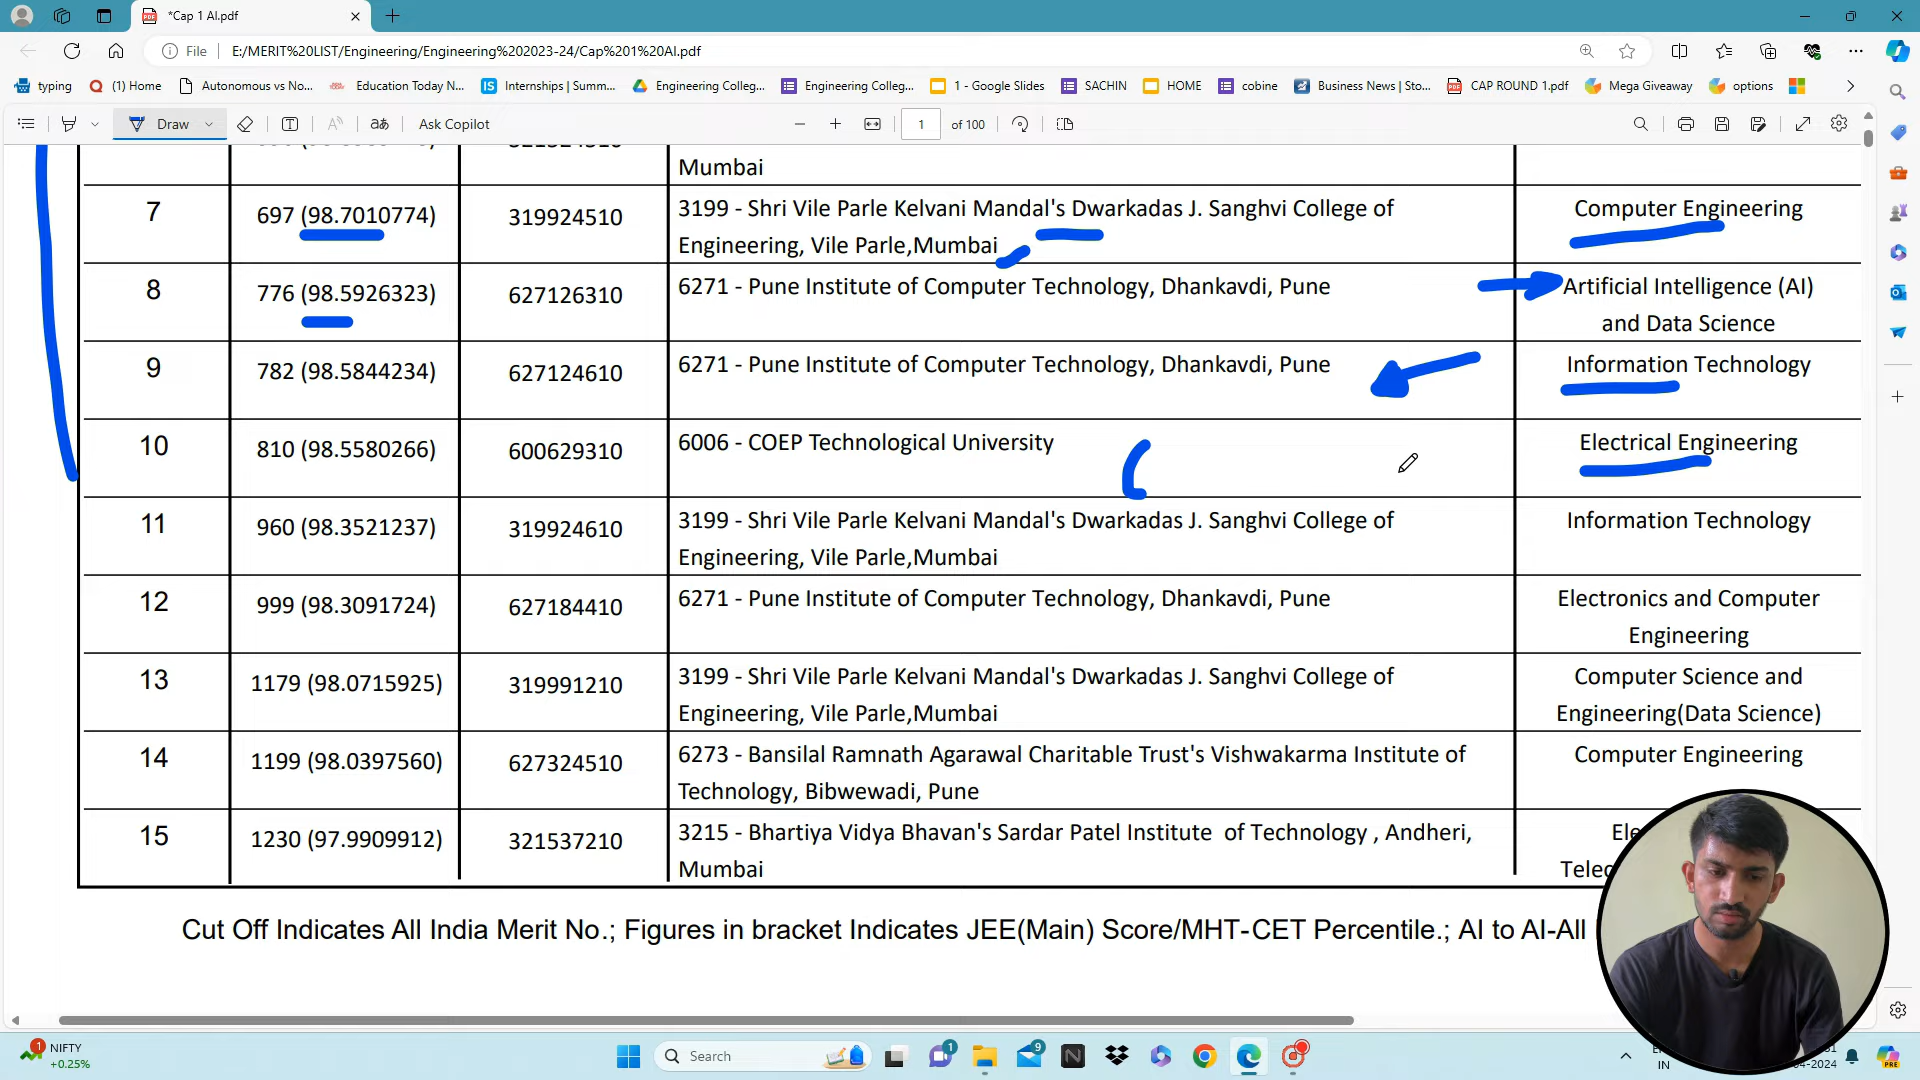 *Cap 1 AI.pdf
File
E:/MERIT%20LIST/Engineering/Engineering%202023-24/Cap%201%20AI.pdf
typing
(1) Home
Autonomous vs No...
Education Today N...
Internships | Summ...
Engineering Colleg...
Engineering Colleg...
1 - Google Slides
SACHIN
HOME
cobine
Business News | Sto...
CAP ROUND 1.pdf
Mega Giveaway
options
Draw
Ask Copilot
1
of 100
Mumbai
7
697 (98.7010774)
319924510
3199 - Shri Vile Parle Kelvani Mandal's Dwarkadas J. Sanghvi College of
Engineering, Vile Parle,Mumbai
Computer Engineering
8
776 (98.5926323)
627126310
6271 - Pune Institute of Computer Technology, Dhankavdi, Pune
Artificial Intelligence (AI)
and Data Science
9
782 (98.5844234)
627124610
6271 - Pune Institute of Computer Technology, Dhankavdi, Pune
Information Technology
10
810 (98.5580266)
600629310
6006 - COEP Technological University
Electrical Engineering
11
960 (98.3521237)
319924610
3199 - Shri Vile Parle Kelvani Mandal's Dwarkadas J. Sanghvi College of
Engineering, Vile Parle,Mumbai
Information Technology
12
999 (98.3091724)
627184410
6271 - Pune Institute of Computer Technology, Dhankavdi, Pune
Electronics and Computer
Engineering
13
1179 (98.0715925)
319991210
3199 - Shri Vile Parle Kelvani Mandal's Dwarkadas J. Sanghvi College of
Engineering, Vile Parle,Mumbai
Computer Science and
Engineering(Data Science)
14
1199 (98.0397560)
627324510
6273 - Bansilal Ramnath Agarawal Charitable Trust's Vishwakarma Institute of
Technology, Bibwewadi, Pune
Computer Engineering
15
1230 (97.9909912)
321537210
3215 - Bhartiya Vidya Bhavan's Sardar Patel Institute of Technology , Andheri,
Mumbai
Cut Off Indicates All India Merit No.; Figures in bracket Indicates JEE(Main) Score/MHT-CET Percentile.; AI to AI-All
NIFTY
+0.25%
1
Search
1
9
IN